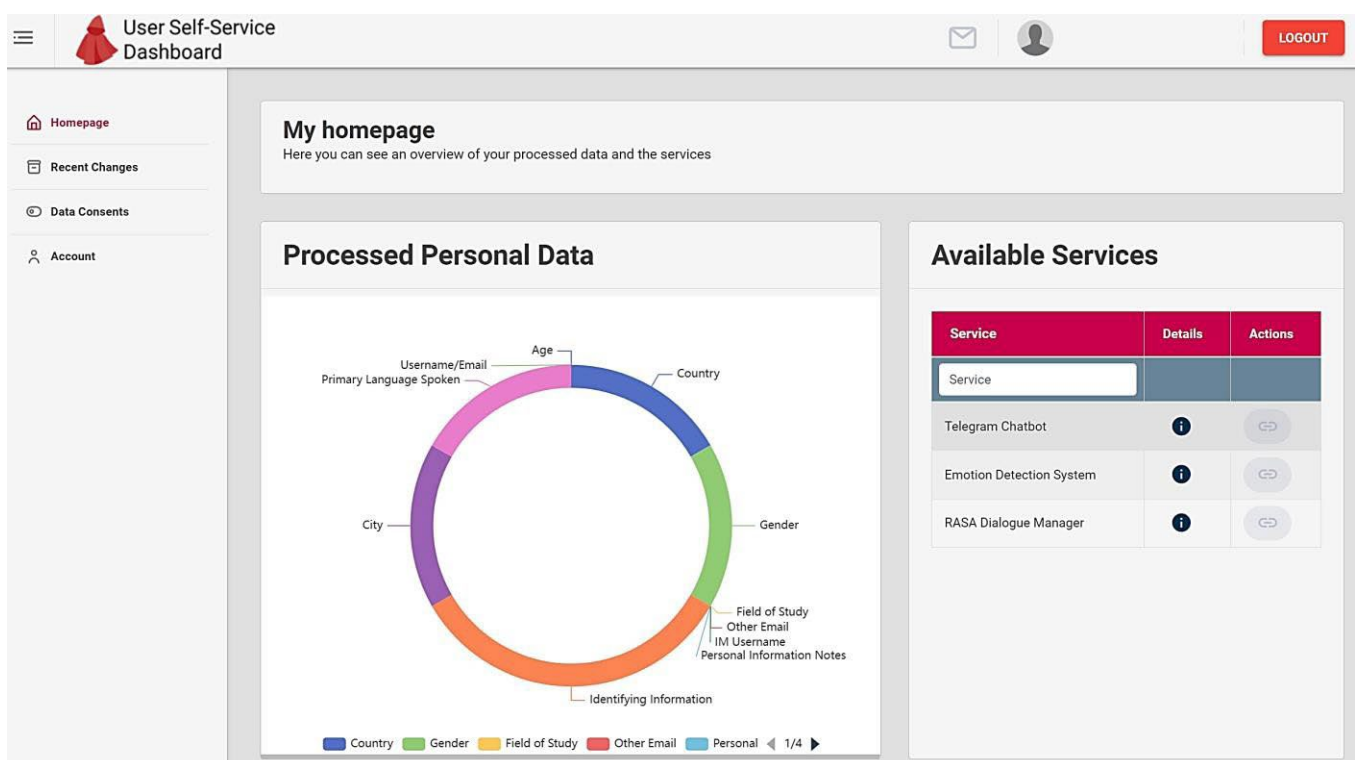 User Self-Service
Dashboard
LOGOUT
Homepage
Recent Changes
Data Consents
Account
My homepage
Here you can see an overview of your processed data and the services
Processed Personal Data
Age
Username/Email
Primary Language Spoken
Country
City
Gender
Field of Study
Other Email
IM Username
Personal Information Notes
Identifying Information
Country Gender Field of Study Other Email Personal 1/4
Available Services
Service Details Actions
Service
Telegram Chatbot
Emotion Detection System
RASA Dialogue Manager